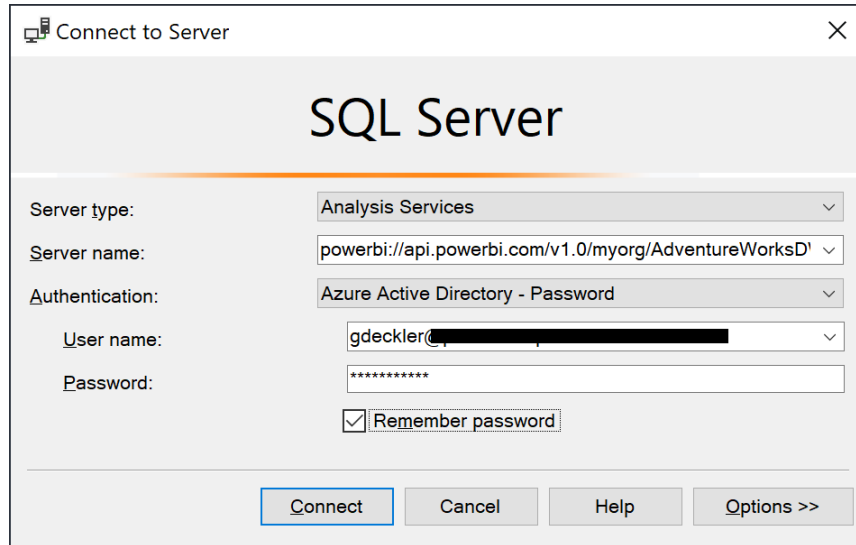 Connect to Server
SQL Server
Server type: Analysis Services
Server name: powerbi://api.powerbi.com/v1.0/myorg/AdventureWorksD
Authentication: Azure Active Directory - Password
User name: gdeckler@
Password: ***********
Remember password
Connect Cancel Help Options >>